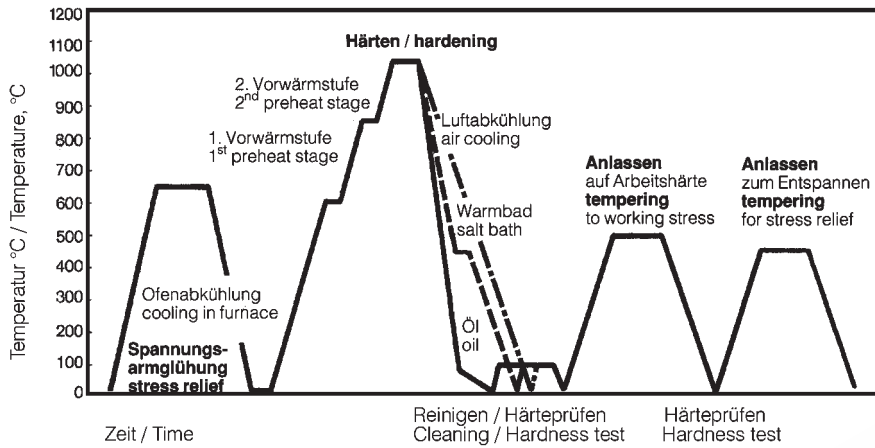 Temperatur °C / Temperature, °C
1200
1100
1000
900
800
700
600
500
400
300
200
100
0
Härten / hardening
2. Vorwärmstufe
2nd preheat stage
1. Vorwärmstufe
1st preheat stage
Luftabkühlung
air cooling
Warmbad
salt bath
Öl
oil
Anlassen
auf Arbeitshärte
tempering
to working stress
Anlassen
zum Entspannen
tempering
for stress relief
Ofenabkühlung
cooling in furnace
Spannungs-
armglühung
stress relief
Zeit / Time
Reinigen / Härteprüfen
Cleaning / Hardness test
Härteprüfen
Hardness test